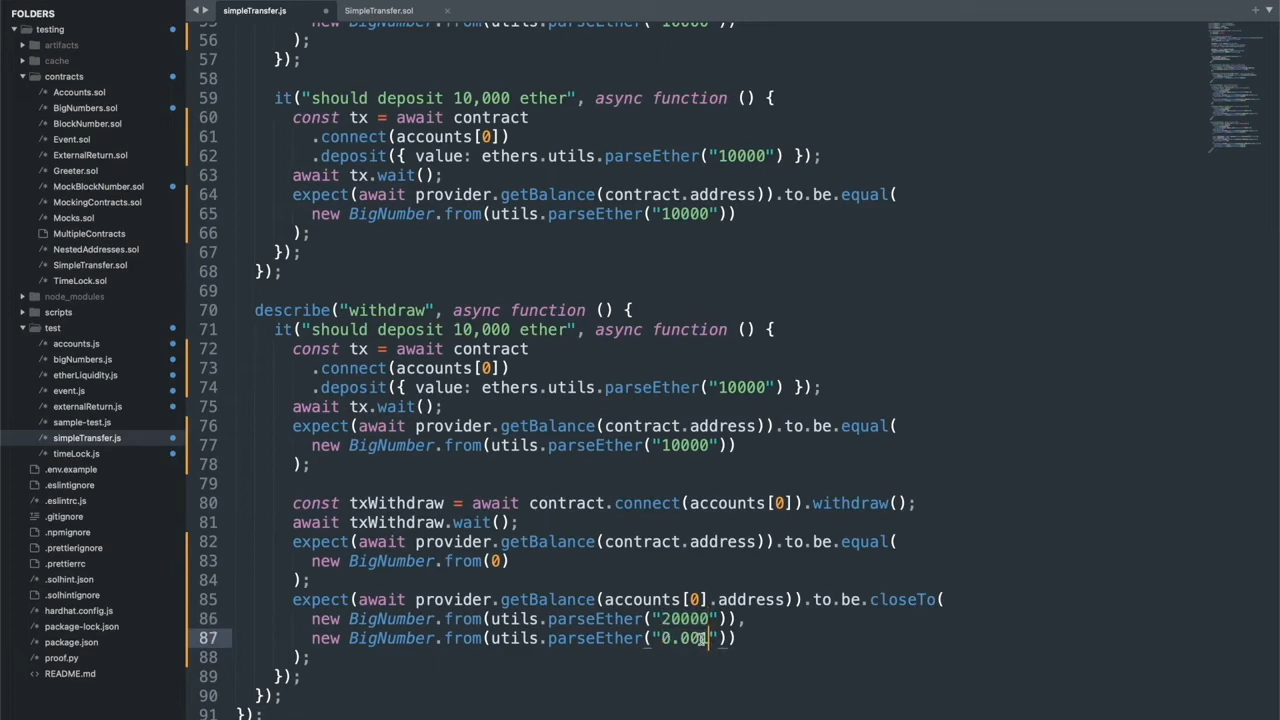 FOLDERS
testing
artifacts
cache
contracts
/* Accounts.sol
/* BigNumbers.sol
/* BlockNumber.sol
/* Event.sol
/* ExternalReturn.sol
/* Greeter.sol
/* MockBlockNumber.sol
/* MockingContracts.sol
/* Mocks.sol
MultipleContracts
/* NestedAddresses.sol
/* SimpleTransfer.sol
/* TimeLock.sol
node_modules
scripts
test
/* accounts.js
/* bigNumbers.js
/* etherLiquidity.js
/* event.js
/* externalReturn.js
/* sample-test.js
/* simpleTransfer.js
/* timeLock.js
.env.example
.eslintignore
/* .eslintrc.js
.gitignore
.npmignore
.prettierignore
.prettierrc
/* .solhint.json
.solhintignore
/* hardhat.config.js
/* package-lock.json
/* package.json
/* proof.py
<> README.md
simpleTransfer.js
SimpleTransfer.sol
55 new BigNumber.from(utils.parseEther("10000"))
56 );
57 });
58
59 it("should deposit 10,000 ether", async function () {
60 const tx = await contract
61 .connect(accounts[0])
62 .deposit({ value: ethers.utils.parseEther("10000") });
63 await tx.wait();
64 expect(await provider.getBalance(contract.address)).to.be.equal(
65 new BigNumber.from(utils.parseEther("10000"))
66 );
67 });
68 });
69
70 describe("withdraw", async function () {
71 it("should deposit 10,000 ether", async function () {
72 const tx = await contract
73 .connect(accounts[0])
74 .deposit({ value: ethers.utils.parseEther("10000") });
75 await tx.wait();
76 expect(await provider.getBalance(contract.address)).to.be.equal(
77 new BigNumber.from(utils.parseEther("10000"))
78 );
79
80 const txWithdraw = await contract.connect(accounts[0]).withdraw();
81 await txWithdraw.wait();
82 expect(await provider.getBalance(contract.address)).to.be.equal(
83 new BigNumber.from(0)
84 );
85 expect(await provider.getBalance(accounts[0].address)).to.be.closeTo(
86 new BigNumber.from(utils.parseEther("20000")),
87 new BigNumber.from(utils.parseEther("0.001"))
88 );
89 });
90 });
91 });